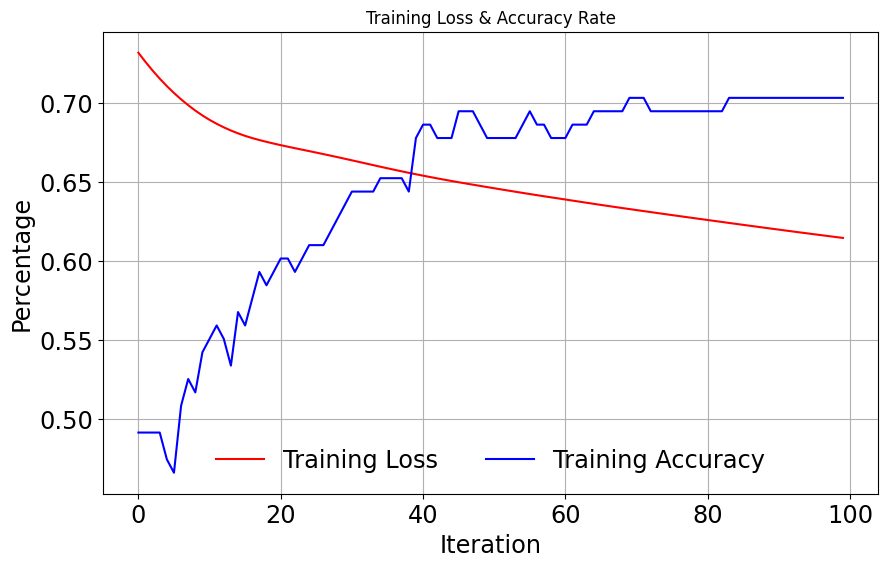 Training Loss & Accuracy Rate
Percentage
0.70
0.65
0.60
0.55
0.50
Training Loss
Training Accuracy
0
20
40
60
80
100
Iteration